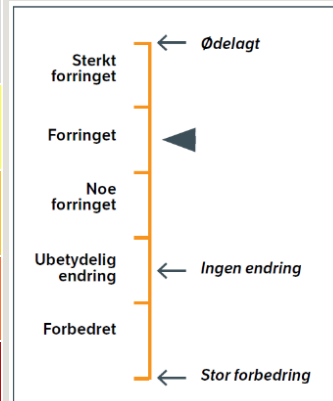 Ødelagt
Sterkt
forringet
Forringet
Noe
forringet
Ubetydelig
endring
Ingen endring
Forbedret
Stor forbedring